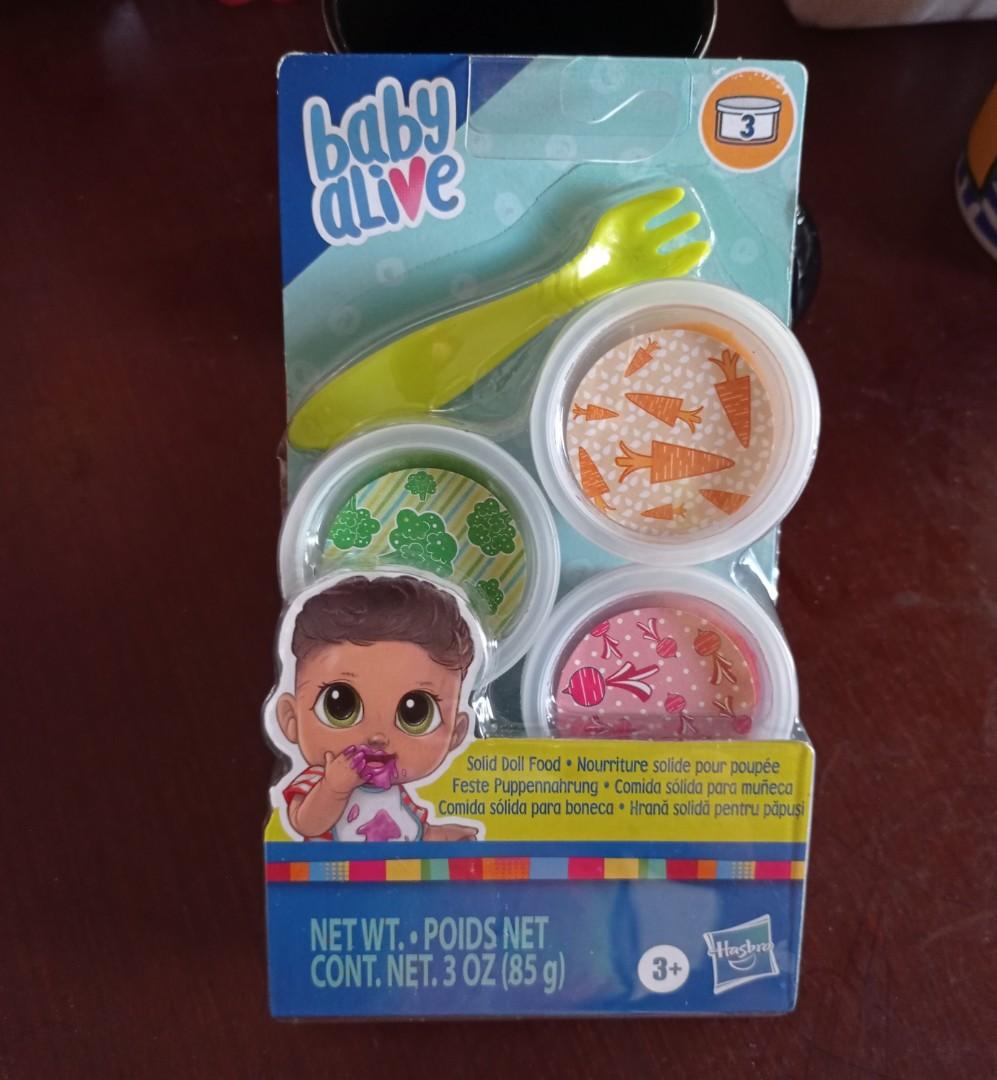 baby
alive
3
Solid Doll Food • Nourriture solide pour poupée
Feste Puppennahrung • Comida sólida para muñeca
Comida sólida para boneca • Hrană solidă pentru păpuși
NET WT. • POIDS NET
CONT. NET. 3 OZ (85 g)
3+
Hasbro